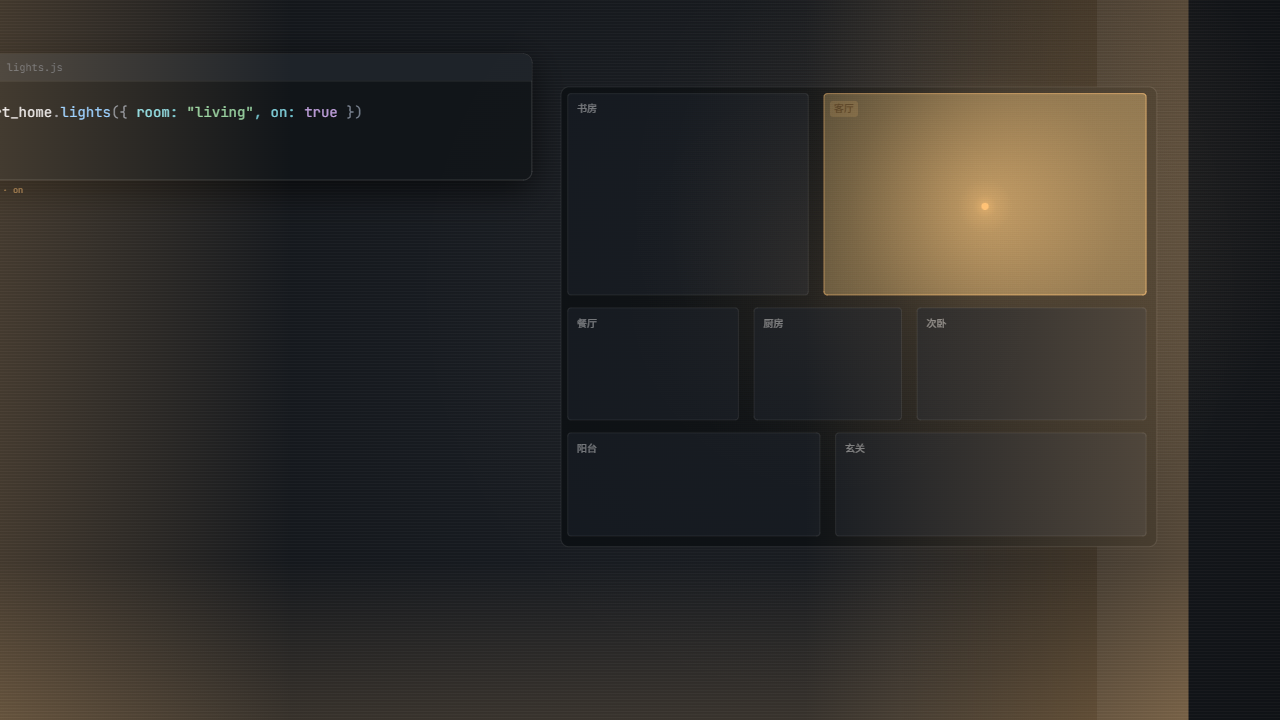 lights.js
t_home.lights({ room: "living", on: true })
· on
书房
客厅
餐厅
厨房
次卧
阳台
玄关